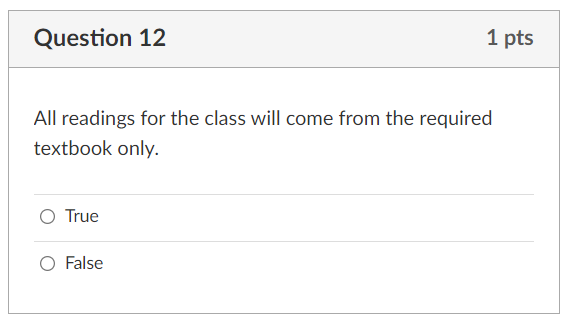 Question 12
1 pts
All readings for the class will come from the required
textbook only.
True
False